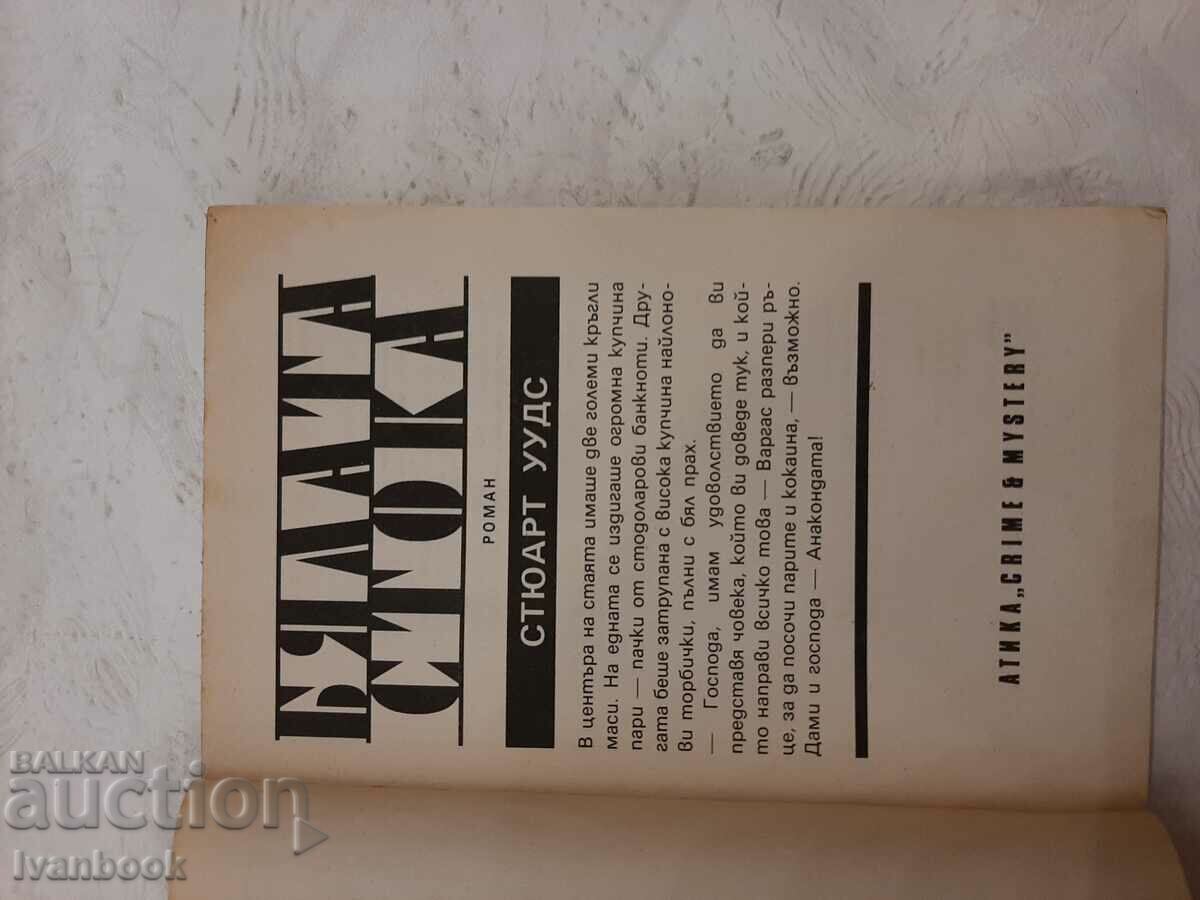 БЯЛАТА
СТОКА
РОМАН
СТЮАРТ УУДС
В центъра на стаята имаше две големи кръгли
маси. На едната се издигаше огромна купчина
пари — пачки от стодоларови банкноти. Дру-
гата беше затрупана с висока купчина найлоно-
ви торбички, пълни с бял прах.
— Господа, имам удоволствието да ви
представя човека, който ви доведе тук, и кой-
то направи всичко това — Варгас разпери ръ-
це, за да посочи парите и кокаина, — възможно.
Дами и господа — Анакондата!
АТИКА „CRIME & MYSTERY"
BALKAN
auction
Ivanbook